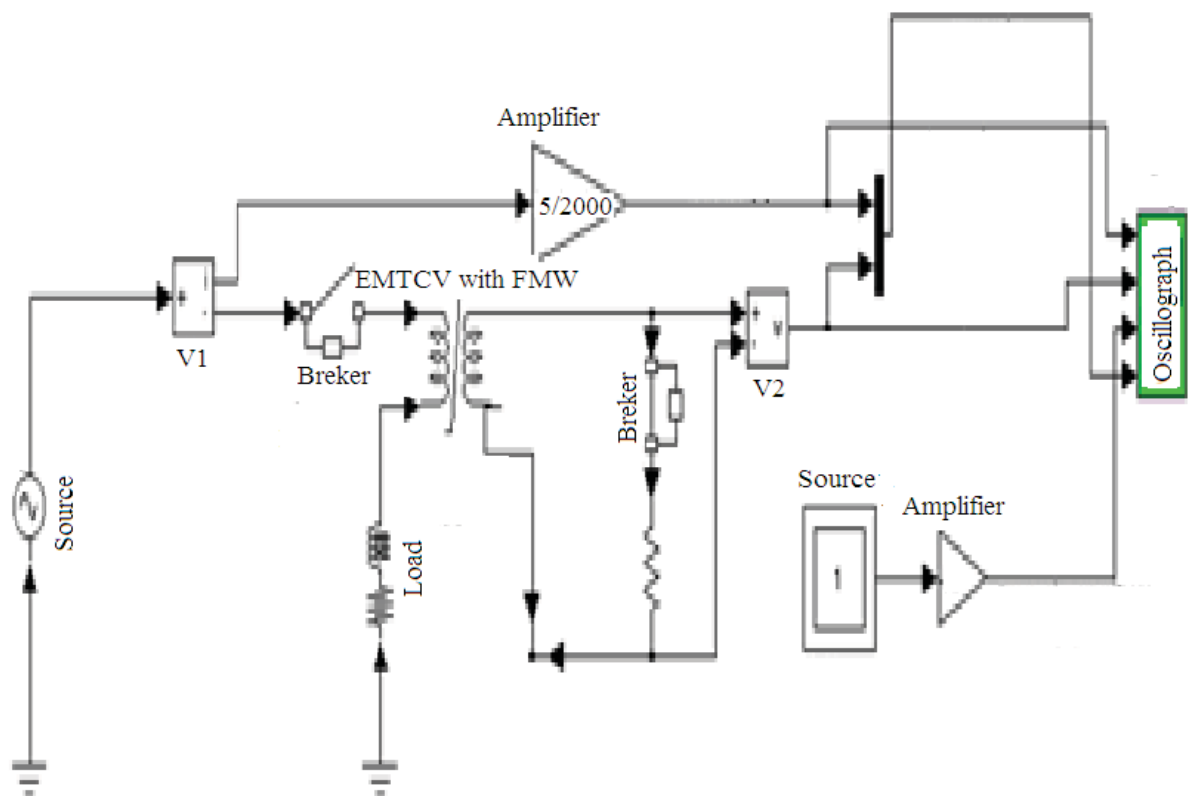 Amplifier
5/2000
EMTCV with FMW
V1
Breker
V2
Breker
Oscillograph
Source
Load
Source
Amplifier
1